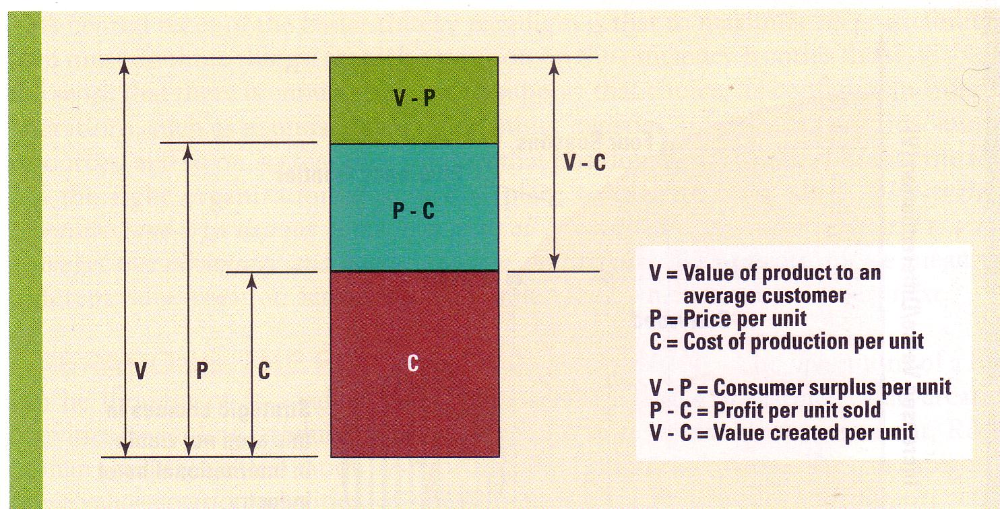 V - P
V - C
P - C
V
P
C
C
V = Value of product to an
average customer
P = Price per unit
C = Cost of production per unit
V - P = Consumer surplus per unit
P - C = Profit per unit sold
V - C = Value created per unit